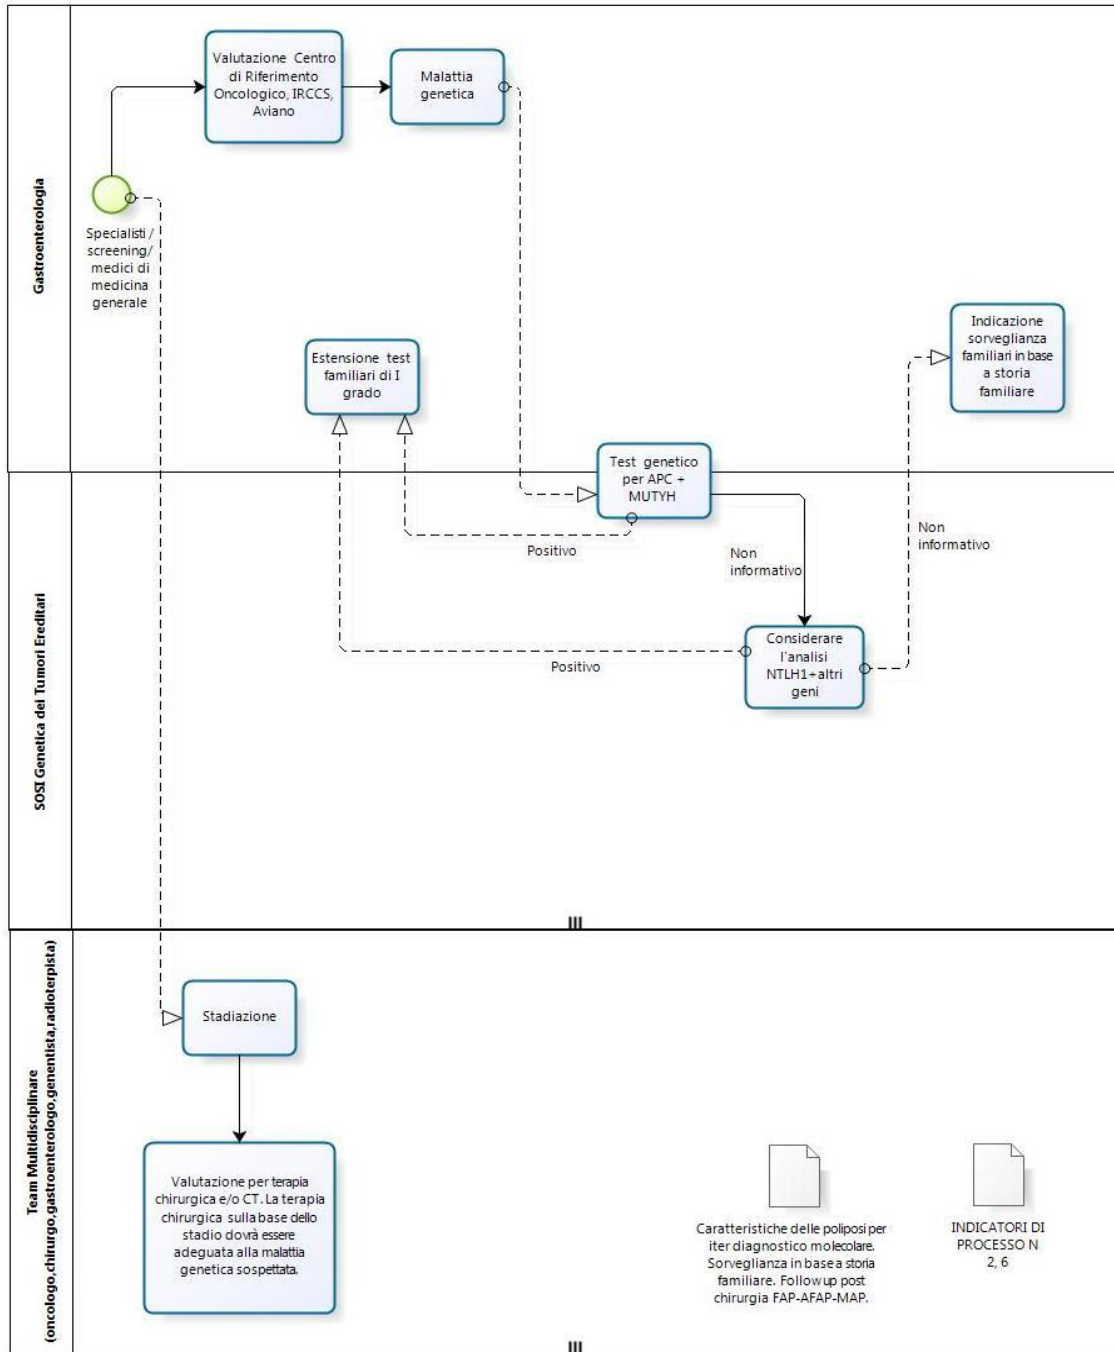 Gastroenterologia
Valutazione Centro
di Riferimento
Oncologico, IRCCS,
Aviano
Malattia
genetica
Specialisti/
screening/
medici di
medicina
generale
Estensione test
familiari di I
grado
Indicazione
sorveglianza
familiari in base
a storia
familiare
SOSI Genetica dei Tumori Ereditari
Test genetico
per APC +
MUTYH
Positivo
Non
informativo
Non
informativo
Considerare
l'analisi
NTLH1+altri
geni
Positivo
Team Multidisciplinare
(oncologo,chirurgo,gastroenterologo,genentista,radioterpista)
Stadiazione
Valutazione per terapia
chirurgica e/o CT. La terapia
chirurgica sulla base dello
stadio dovrà essere
adeguata alla malattia
genetica sospettata.
Caratteristiche delle poliposi per
iter diagnostico molecolare.
Sorveglianza in base a storia
familiare. Followup post
chirurgia FAP-AFAP-MAP.
INDICATORI DI
PROCESSO N
2, 6